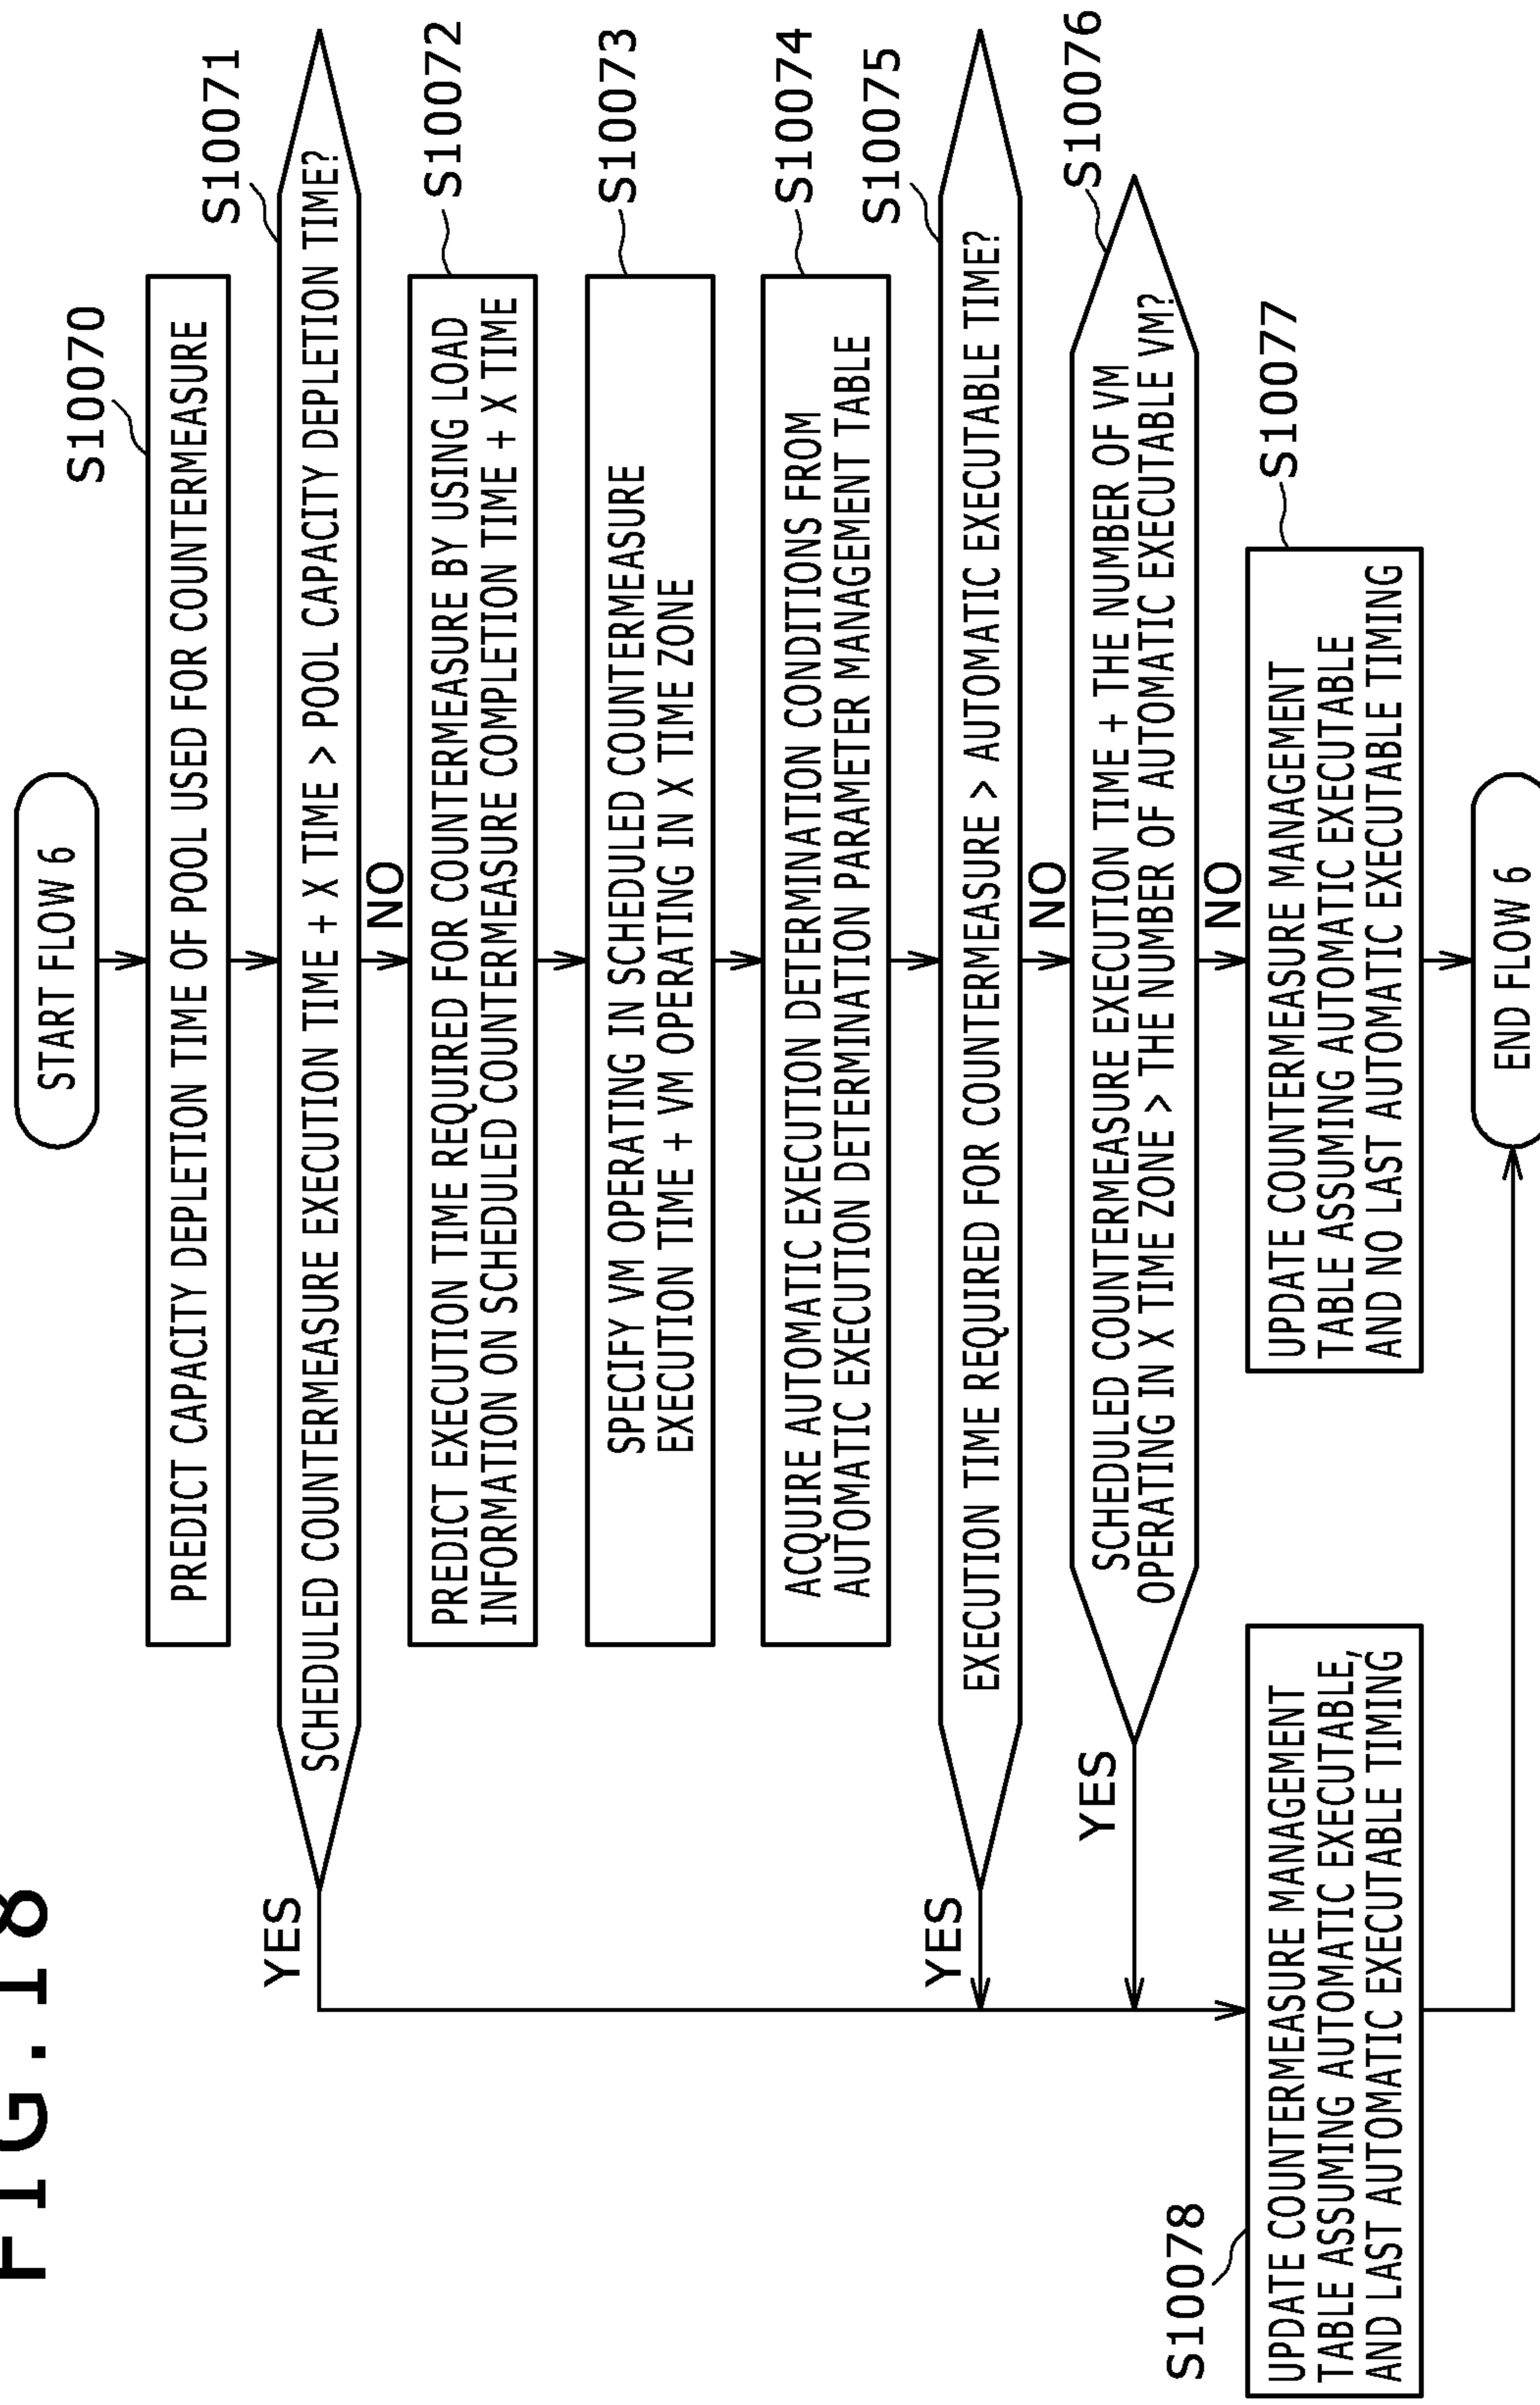 FIG.18
START FLOW 6
S10070
PREDICT CAPACITY DEPLETION TIME OF POOL USED FOR COUNTERMEASURE
S10071
SCHEDULED COUNTERMEASURE EXECUTION TIME + X TIME > POOL CAPACITY DEPLETION TIME?
YES
NO
S10072
PREDICT EXECUTION TIME REQUIRED FOR COUNTERMEASURE BY USING LOAD
INFORMATION ON SCHEDULED COUNTERMEASURE COMPLETION TIME + X TIME
S10073
SPECIFY VM OPERATING IN SCHEDULED COUNTERMEASURE
EXECUTION TIME + VM OPERATING IN X TIME ZONE
S10074
ACQUIRE AUTOMATIC EXECUTION DETERMINATION CONDITIONS FROM
AUTOMATIC EXECUTION DETERMINATION PARAMETER MANAGEMENT TABLE
S10075
EXECUTION TIME REQUIRED FOR COUNTERMEASURE > AUTOMATIC EXECUTABLE TIME?
YES
NO
S10076
SCHEDULED COUNTERMEASURE EXECUTION TIME + THE NUMBER OF VM
OPERATING IN X TIME ZONE > THE NUMBER OF AUTOMATIC EXECUTABLE VM?
YES
NO
S10077
UPDATE COUNTERMEASURE MANAGEMENT
TABLE ASSUMING AUTOMATIC EXECUTABLE
AND NO LAST AUTOMATIC EXECUTABLE TIMING
S10078
UPDATE COUNTERMEASURE MANAGEMENT
TABLE ASSUMING AUTOMATIC EXECUTABLE,
AND LAST AUTOMATIC EXECUTABLE TIMING
END FLOW 6